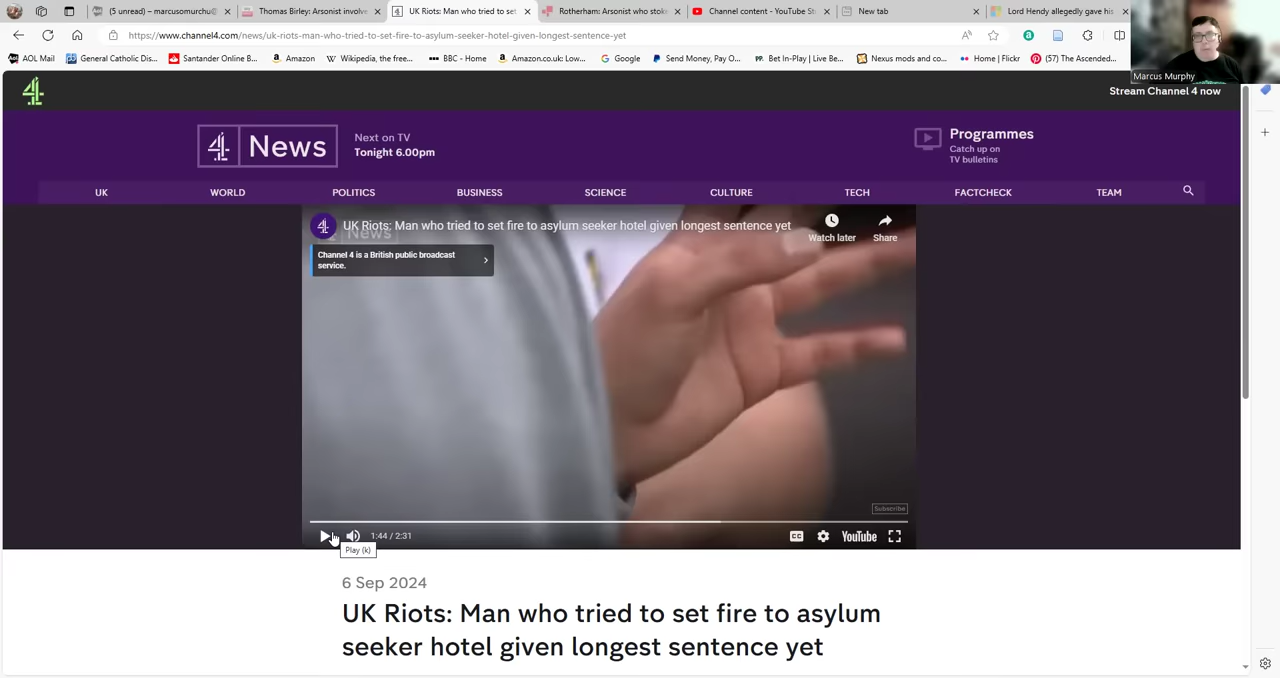 (5 unread) – marcusomurchu@
Thomas Birley: Arsonist involve
UK Riots: Man who tried to set
Rotherham: Arsonist who stok
Channel content - YouTube St
New tab
Lord Hendy allegedly gave his
https://www.channel4.com/news/uk-riots-man-who-tried-to-set-fire-to-asylum-seeker-hotel-given-longest-sentence-yet
AOL Mail
General Catholic Dis...
Santander Online B...
Amazon
Wikipedia, the free...
BBC - Home
Amazon.co.uk: Low...
Google
Send Money, Pay O...
Bet In-Play | Live Be...
Nexus mods and co...
Home | Flickr
(57) The Ascended...
Marcus Murphy
4
Stream Channel 4 now
4 News
Next on TV
Tonight 6.00pm
Programmes
Catch up on
TV bulletins
UK WORLD POLITICS BUSINESS SCIENCE CULTURE TECH FACTCHECK TEAM
UK Riots: Man who tried to set fire to asylum seeker hotel given longest sentence yet
News
Watch later
Share
Channel 4 is a British public broadcast
service.
Subscribe
1:44 / 2:31
CC
YouTube
Play (k)
6 Sep 2024
UK Riots: Man who tried to set fire to asylum
seeker hotel given longest sentence yet